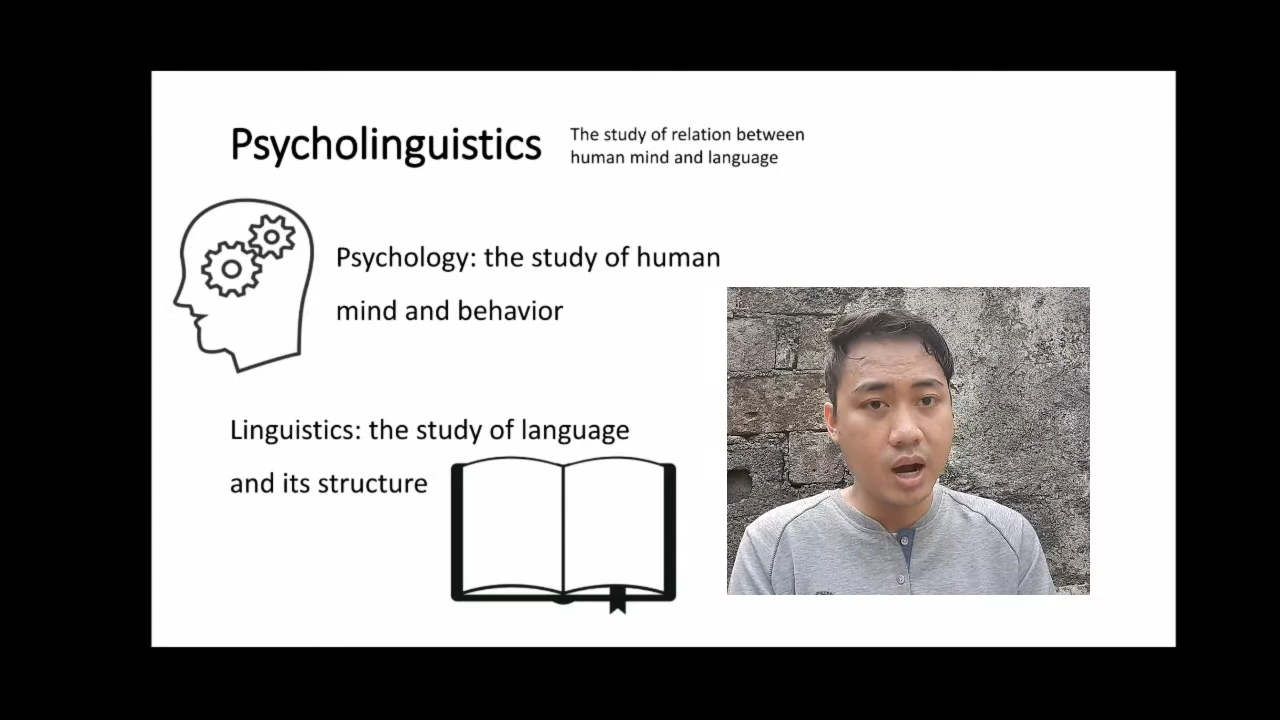 Psycholinguistics
The study of relation between
human mind and language
Psychology: the study of human
mind and behavior
Linguistics: the study of language
and its structure